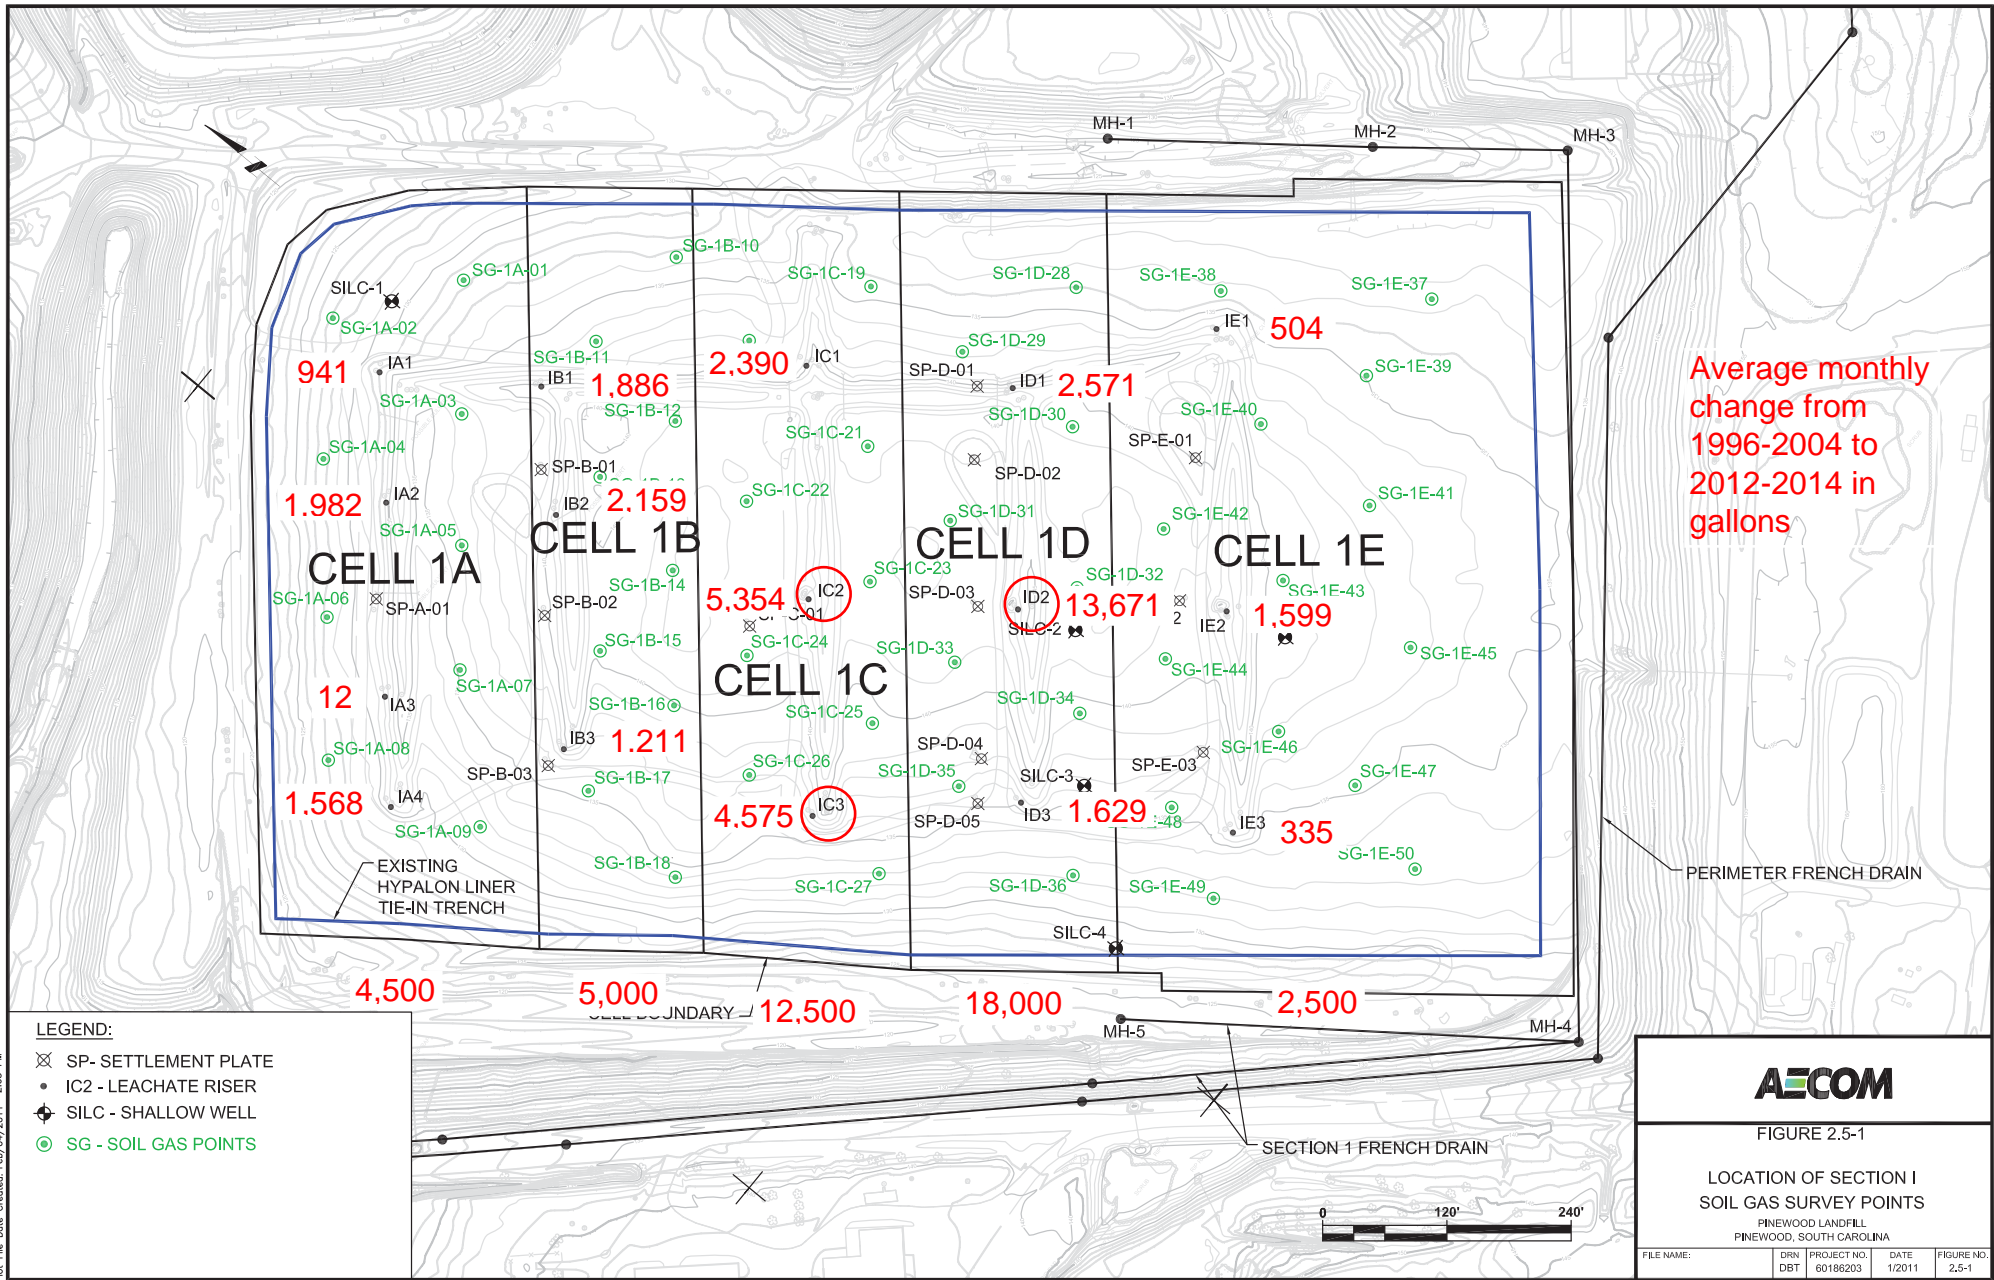 MH-1
MH-2
MH-3
SG-1B-10
SG-1A-01
SILC-1
SG-1A-02
SG-1C-19
SG-1D-28
SG-1E-38
SG-1E-37
IE1
504
SG-1B-11
2,390
IC1
SG-1D-29
941
IA1
IB1
1,886
SP-D-01
ID1
2,571
SG-1E-39
Average monthly
change from
1996-2004 to
2012-2014 in
gallons
SG-1A-03
SG-1B-12
SG-1C-21
SG-1D-30
SG-1E-40
SP-E-01
SG-1A-04
SP-B-01
SP-D-02
1.982
IA2
IB2
2,159
SG-1C-22
SG-1D-31
SG-1E-41
SG-1E-42
SG-1A-05
CELL 1A
CELL 1B
CELL 1D
CELL 1E
SG-1B-14
SG-1C-23
SG-1D-32
SG-1E-43
SG-1A-06
SP-A-01
SP-B-02
5,354
IC2
SP-D-03
ID2
13,671
SILC-2
2
IE2
1,599
SG-1B-15
SG-1C-24
SG-1D-33
SG-1E-44
SG-1E-45
CELL 1C
SG-1A-07
12
IA3
SG-1B-16
SG-1C-25
SG-1D-34
SG-1A-08
IB3
1.211
SP-D-04
SG-1E-46
SP-B-03
SG-1B-17
SG-1C-26
SG-1D-35
SILC-3
SP-E-03
SG-1E-47
1.568
IA4
SG-1A-09
4.575
IC3
SP-D-05
ID3
1.629
-48
IE3
335
EXISTING
HYPALON LINER
TIE-IN TRENCH
SG-1B-18
SG-1C-27
SG-1D-36
SG-1E-49
SG-1E-50
PERIMETER FRENCH DRAIN
SILC-4
4,500
5,000
CELL BOUNDARY
12,500
18,000
2,500
MH-5
MH-4
LEGEND:
SP- SETTLEMENT PLATE
IC2 - LEACHATE RISER
SILC - SHALLOW WELL
SG - SOIL GAS POINTS
SECTION 1 FRENCH DRAIN
0 120' 240'
AECOM
FIGURE 2.5-1
LOCATION OF SECTION I
SOIL GAS SURVEY POINTS
PINEWOOD LANDFILL
PINEWOOD, SOUTH CAROLINA
FILE NAME: DRN PROJECT NO. DATE FIGURE NO.
DBT 60186203 1/2011 2.5-1